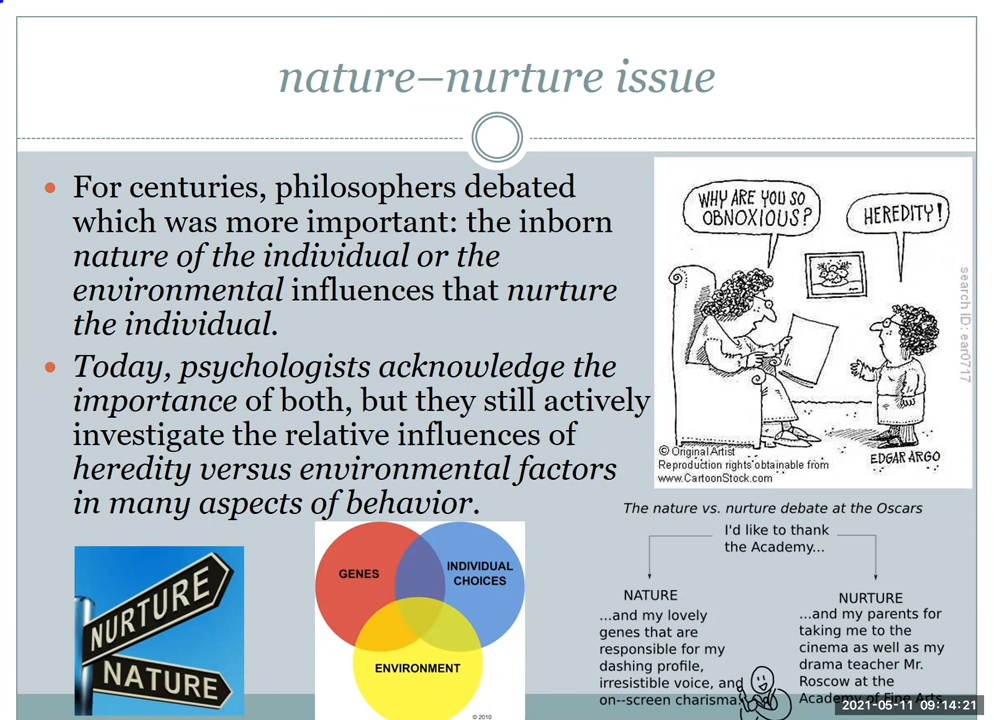 nature–nurture issue
For centuries, philosophers debated
which was more important: the inborn
nature of the individual or the
environmental influences that nurture
the individual.
Today, psychologists acknowledge the
importance of both, but they still actively
investigate the relative influences of
heredity versus environmental factors
in many aspects of behavior.
WHY ARE YOU SO
OBNOXIOUS?
HEREDITY!
search ID: ear0717
EDGAR ARGO
© Original Artist
Reproduction rights obtainable from
www.CartoonStock.com
NURTURE
NATURE
GENES
INDIVIDUAL
CHOICES
ENVIRONMENT
© 2010
The nature vs. nurture debate at the Oscars
I'd like to thank
the Academy...
NATURE
...and my lovely
genes that are
responsible for my
dashing profile,
irresistible voice, and
on--screen charisma.
NURTURE
...and my parents for
taking me to the
cinema as well as my
drama teacher Mr.
Roscow at the
Academy of Fine Arts.
2021-05-11 09:14:21